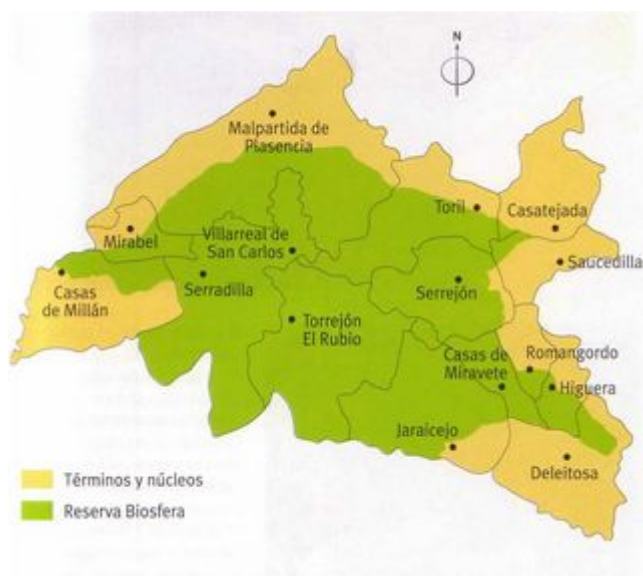 N
Malpartida de
Plasencia
Toril
Casatejada
Mirabel
Villarreal de
San Carlos
Saucedilla
Casas
de Millán
Serradilla
Serrejón
Torrejón
El Rubio
Casas de
Miravete
Romangordo
Higuera
Jaraicejo
Deleitosa
Términos y núcleos
Reserva Biosfera